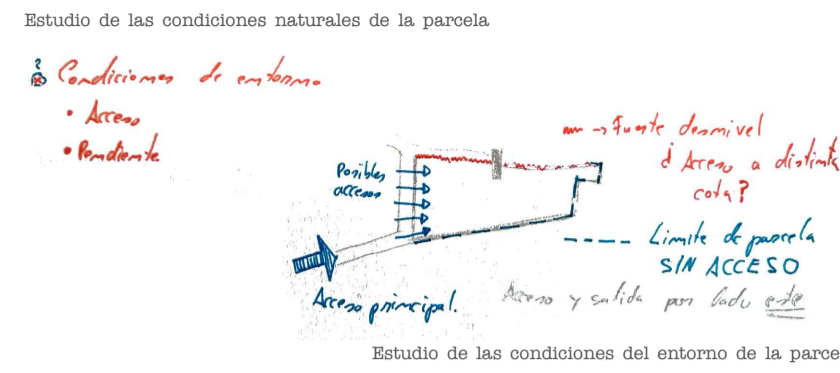 Estudio de las condiciones naturales de la parcela
? Condiciones de entorno
• Acceso
• Pendiente
Posibles
accesos
Acceso principal.
→ Fuerte desnivel
¿Acceso a distinta
cota?
---- Limite de parcela
SIN ACCESO
Acceso y salida por lado este
Estudio de las condiciones del entorno de la parce